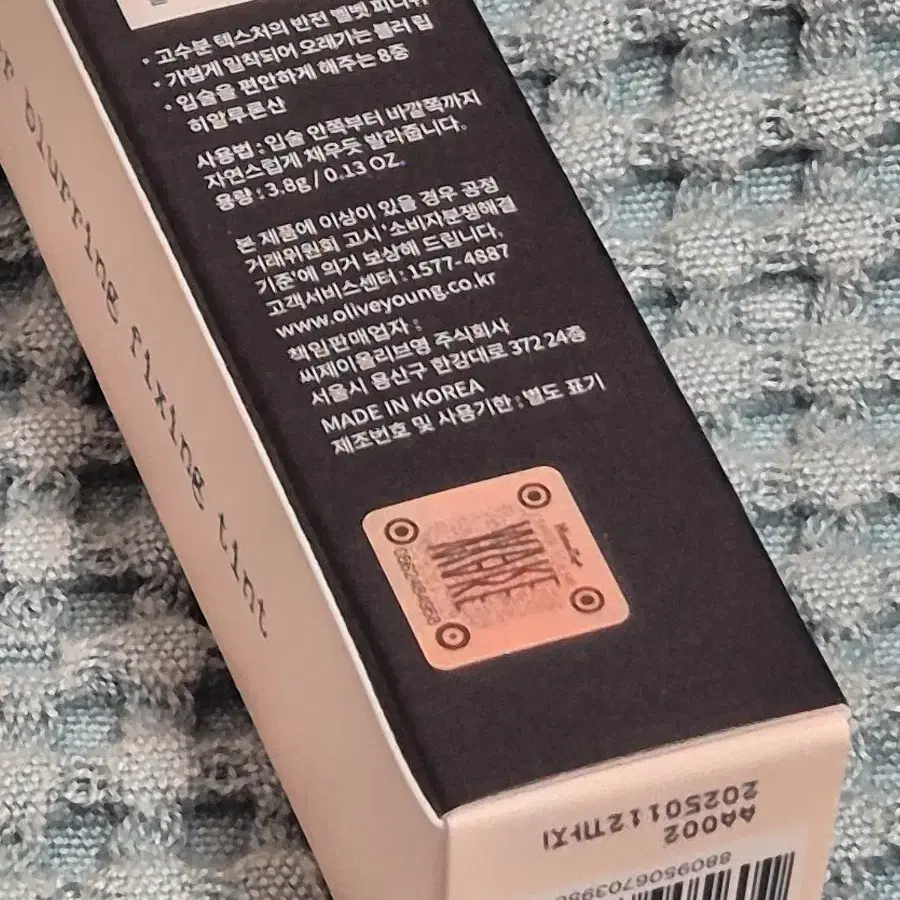 • 고수분 텍스처의 반전 벨벳 피니쉬
• 가볍게 밀착되어 오래가는 블러 립
• 입술을 편안하게 해주는 8종
히알루론산
사용법 : 입술 안쪽부터 바깥쪽까지
자연스럽게 채우듯 발라줍니다.
용량 : 3.8g / 0.13 OZ.
본 제품에 이상이 있을 경우 공정
거래위원회 고시 '소비자분쟁해결
기준'에 의거 보상해 드립니다.
고객서비스센터 : 1577-4887
www.oliveyoung.co.kr
책임판매업자 :
씨제이올리브영 주식회사
서울시 용산구 한강대로 372 24층
MADE IN KOREA
제조번호 및 사용기한 : 별도 표기
blurring fixing tint
WAKE
MAKE
AA002
20250112까지